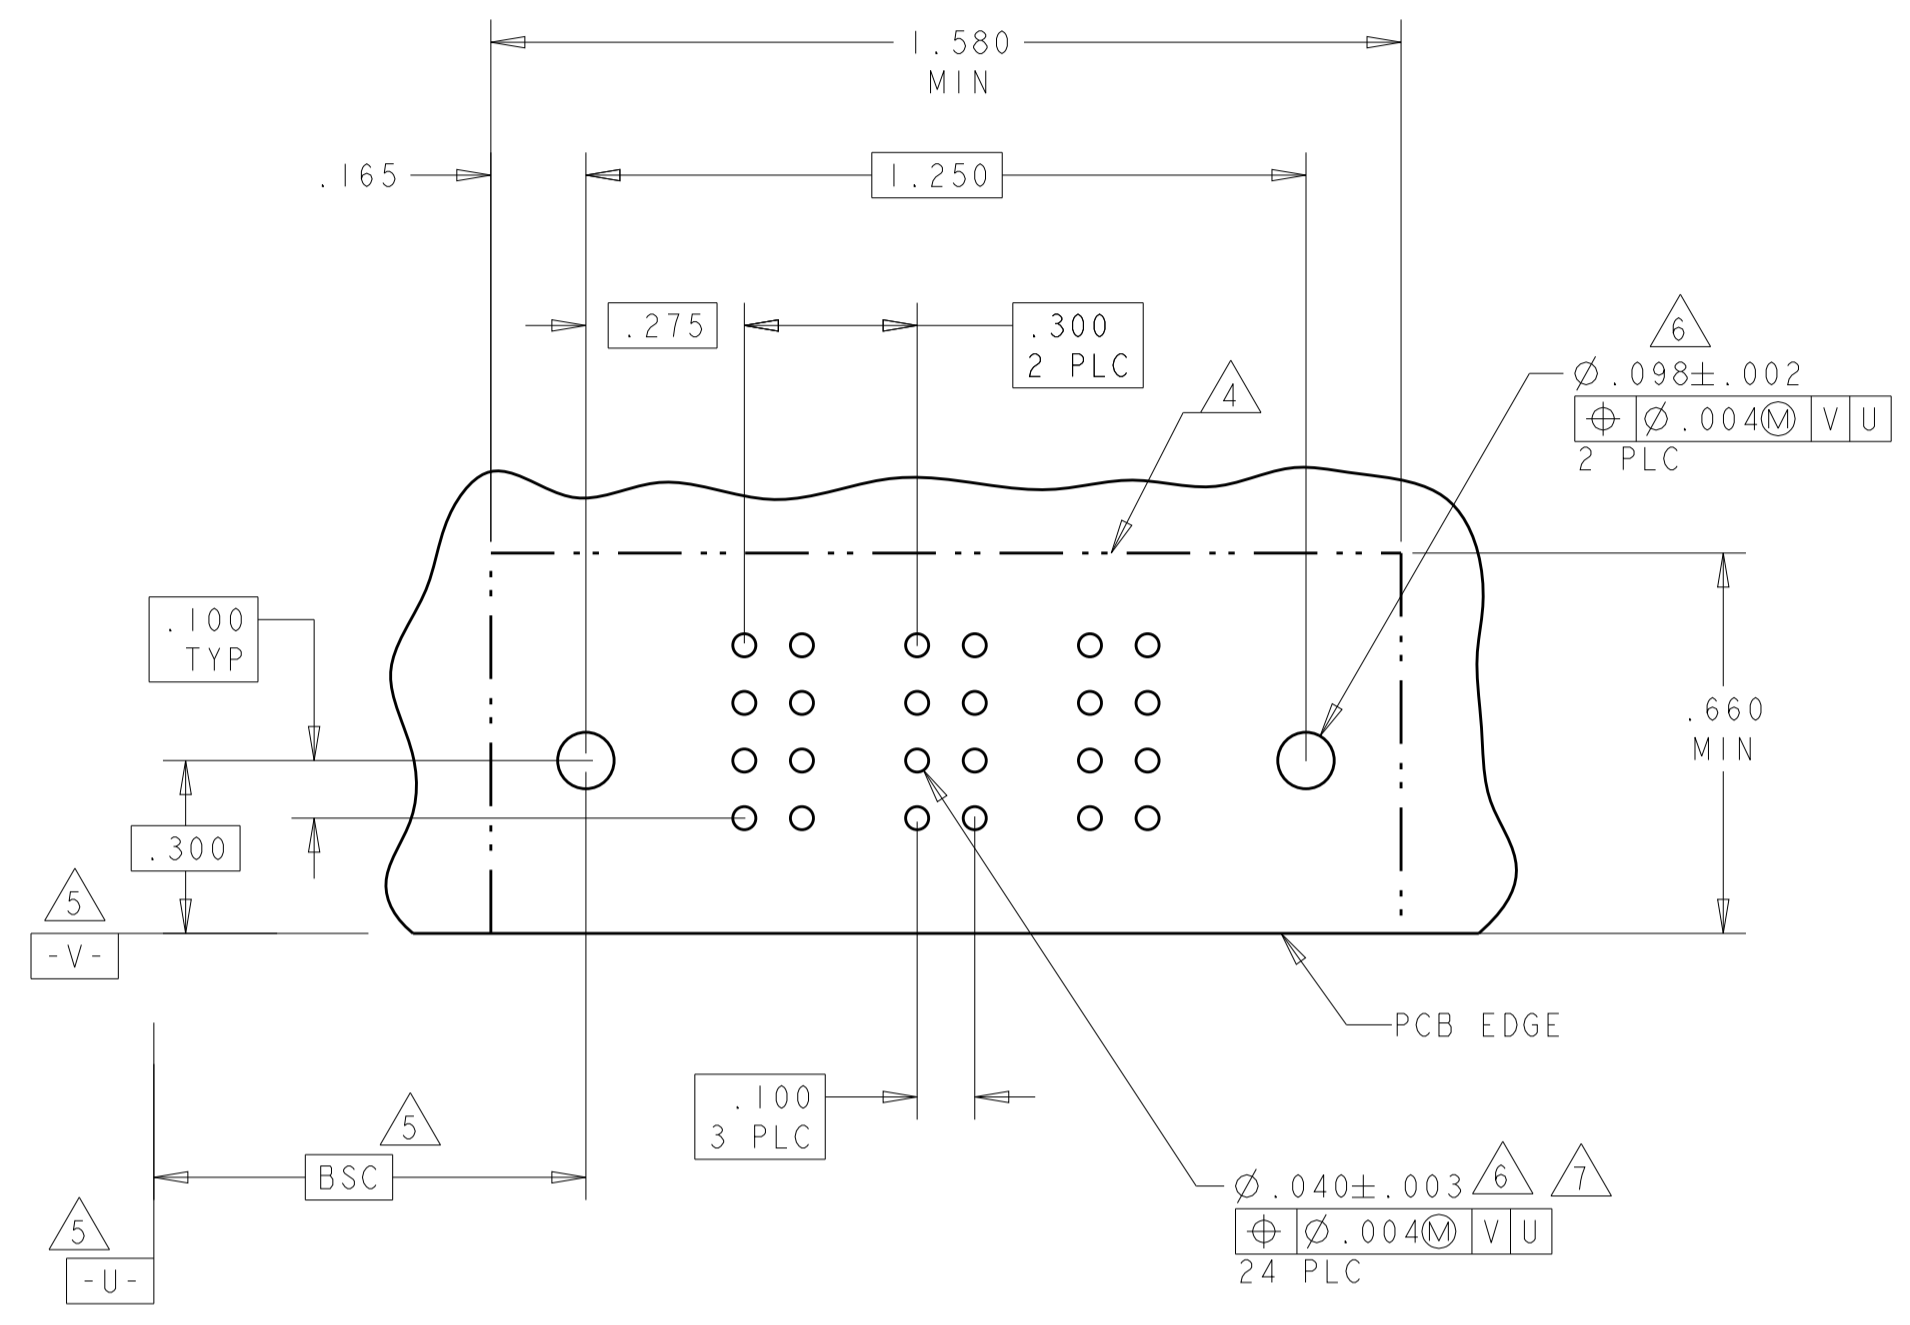 1.580
MIN
.165
1.250
.275
.300
2 PLC
6
⌀.098±.002
⌖ ⌀.004Ⓜ V U
2 PLC
4
.100
TYP
.660
MIN
.300
5
-V-
PCB EDGE
.100
3 PLC
5
BSC
⌀.040±.003 6 7
⌖ ⌀.004Ⓜ V U
24 PLC
5
-U-